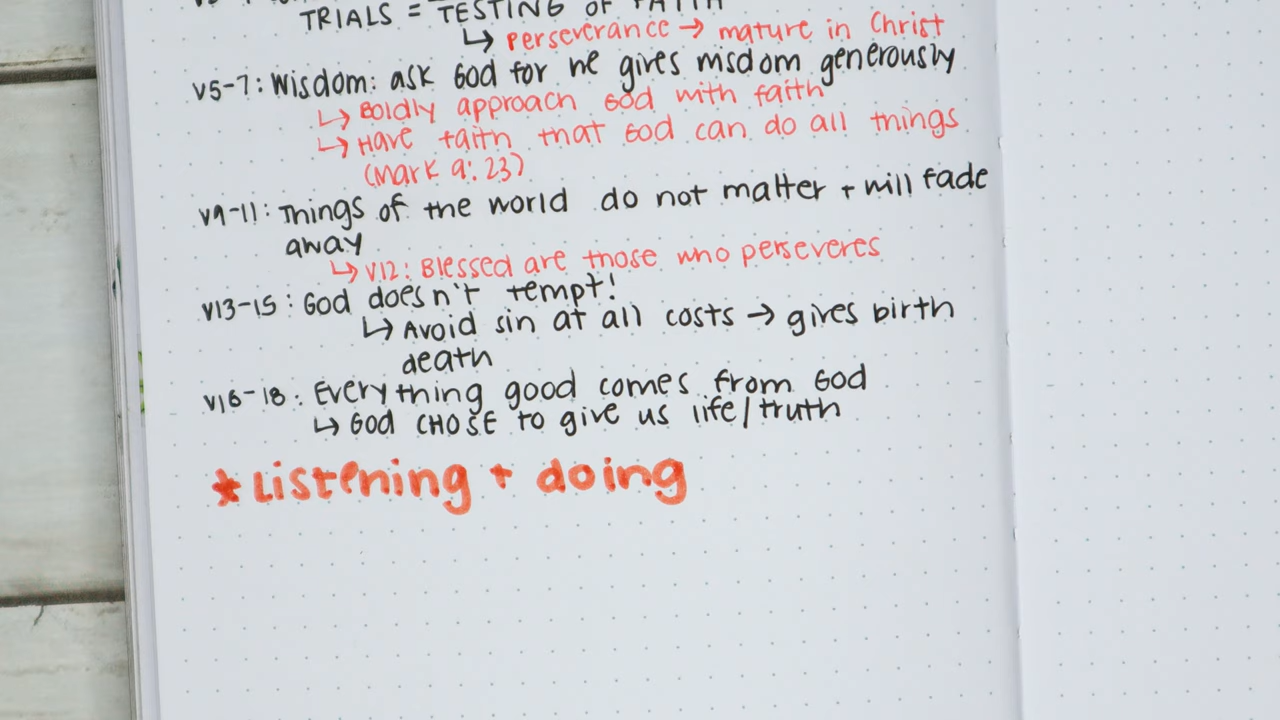 TRIALS = TESTING OF FAITH
↳ perseverance → mature in Christ
v5-7: Wisdom: ask God for he gives wisdom generously
↳ Boldly approach God with faith
↳ Have faith that God can do all things
(Mark 9:23)
v9-11: Things of the world do not matter + will fade
away
↳ V12: Blessed are those who perseveres
v13-15: God doesn't tempt!
↳ Avoid sin at all costs → gives birth
death
v16-18: Everything good comes from God
↳ God CHOSE to give us life/truth
*Listening + doing